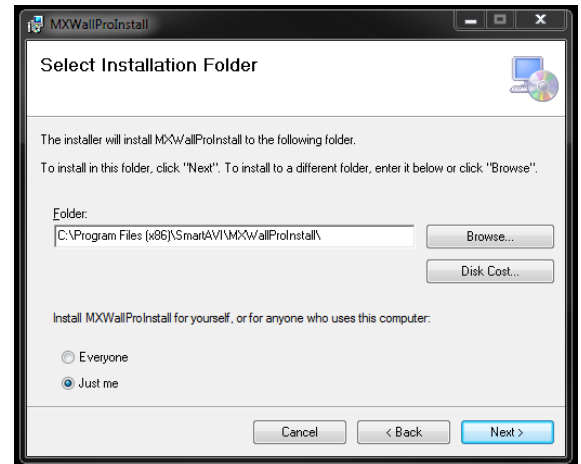 MXWallProInstall
Select Installation Folder
The installer will install MXWallProInstall to the following folder.
To install in this folder, click "Next". To install to a different folder, enter it below or click "Browse".
Folder:
C:\Program Files (x86)\SmartAVI\MXWallProInstall\
Browse...
Disk Cost...
Install MXWallProInstall for yourself, or for anyone who uses this computer:
Everyone
Just me
Cancel
< Back
Next >